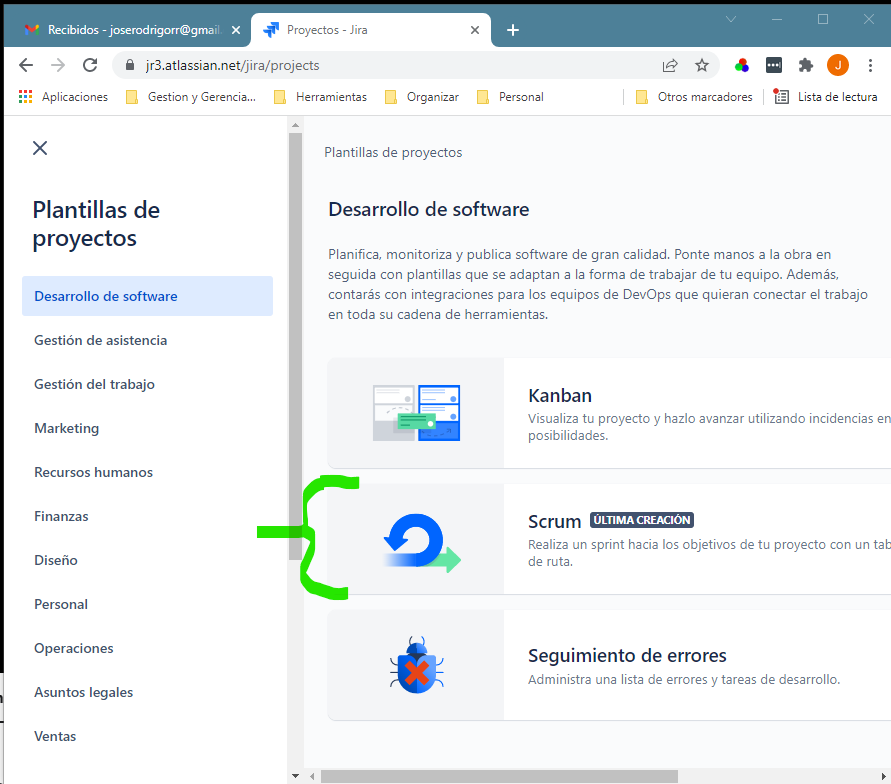 Recibidos - joserodrigorr@gmail.
Proyectos - Jira
jr3.atlassian.net/jira/projects
J
Aplicaciones
Gestion y Gerencia...
Herramientas
Organizar
Personal
Otros marcadores
Lista de lectura
Plantillas de
proyectos
Desarrollo de software
Gestión de asistencia
Gestión del trabajo
Marketing
Recursos humanos
Finanzas
Diseño
Personal
Operaciones
Asuntos legales
Ventas
Plantillas de proyectos
Desarrollo de software
Planifica, monitoriza y publica software de gran calidad. Ponte manos a la obra en
seguida con plantillas que se adaptan a la forma de trabajar de tu equipo. Además,
contarás con integraciones para los equipos de DevOps que quieran conectar el trabajo
en toda su cadena de herramientas.
Kanban
Visualiza tu proyecto y hazlo avanzar utilizando incidencias en
posibilidades.
Scrum ÚLTIMA CREACIÓN
Realiza un sprint hacia los objetivos de tu proyecto con un tab
de ruta.
Seguimiento de errores
Administra una lista de errores y tareas de desarrollo.